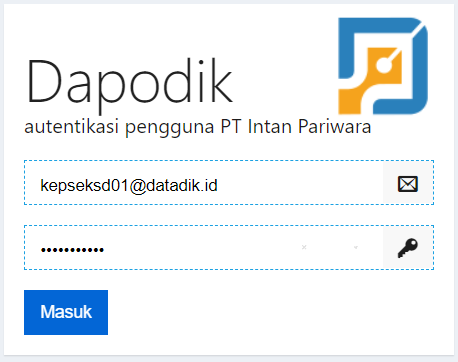 Dapodik
autentikasi pengguna PT Intan Pariwara
kepseksd01@datadik.id
•••••••••••
Masuk